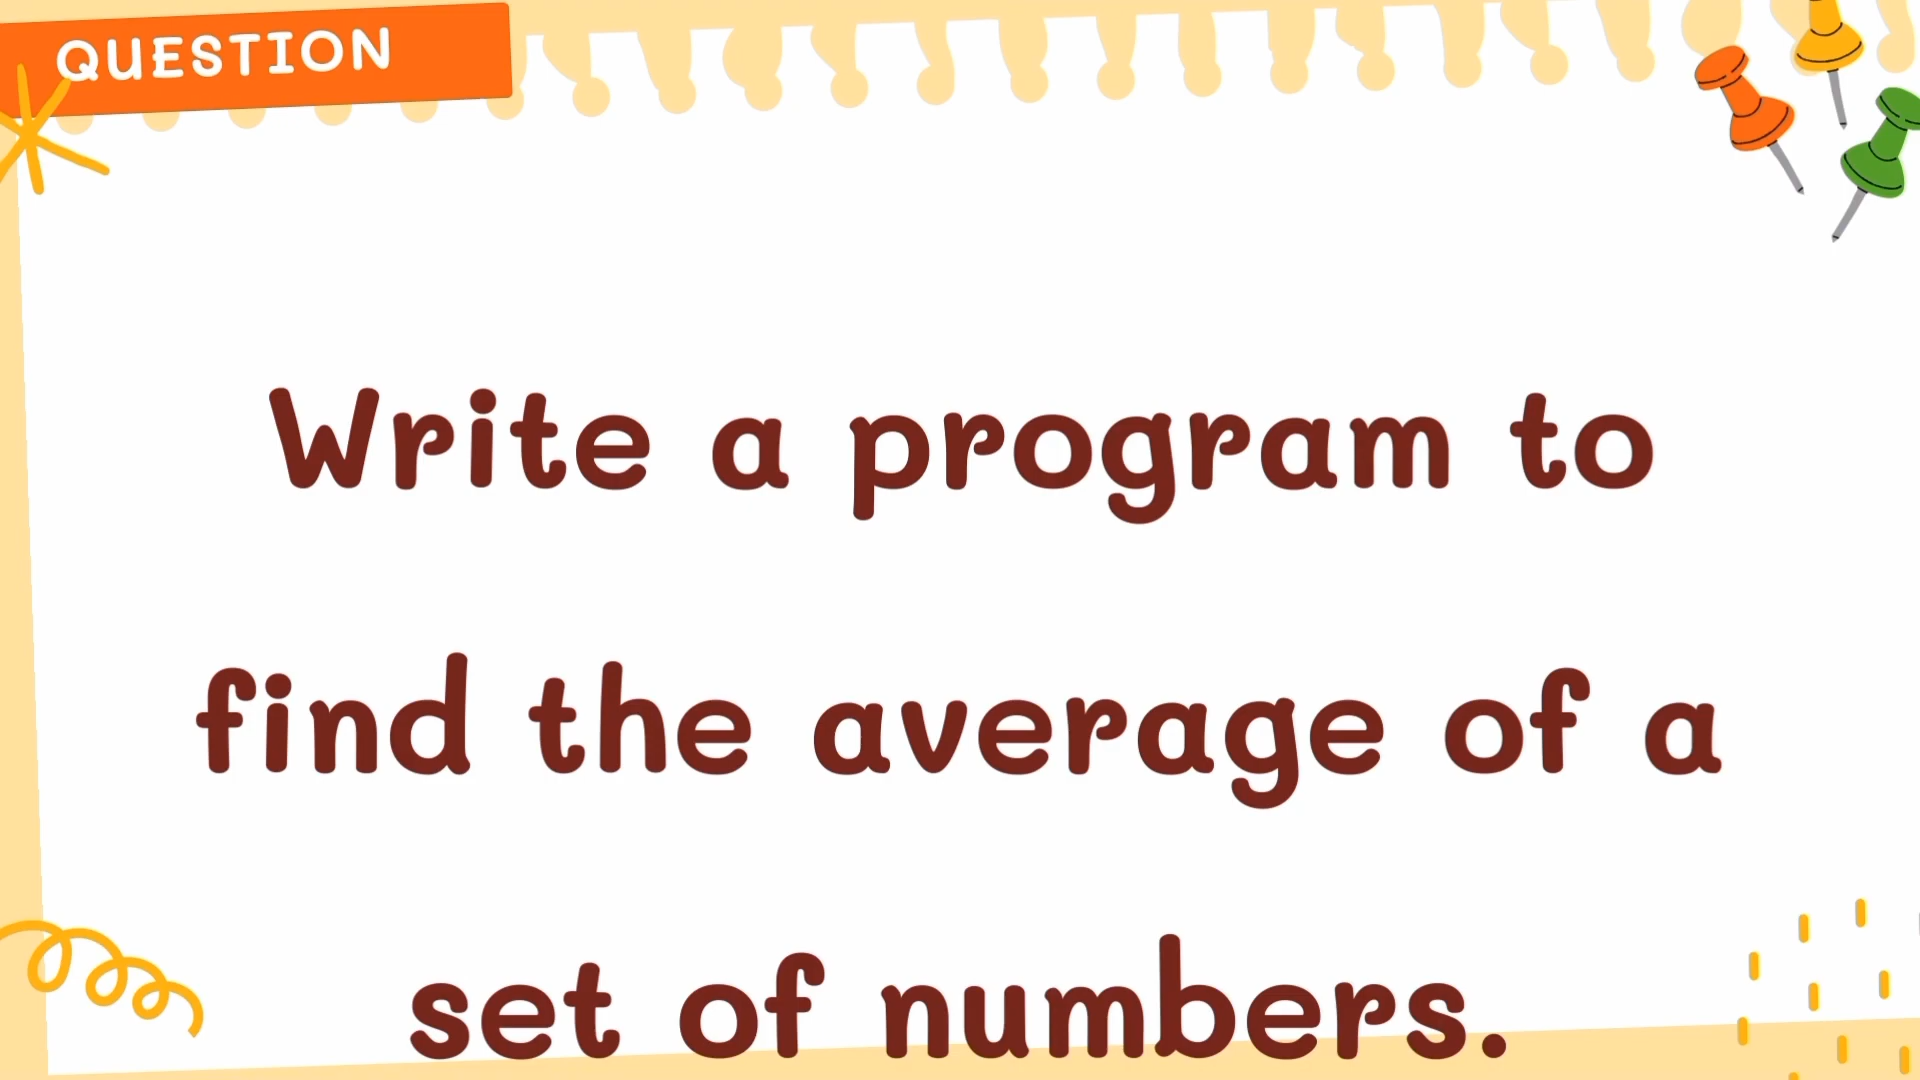 QUESTION
Write a program to
find the average of a
set of numbers.